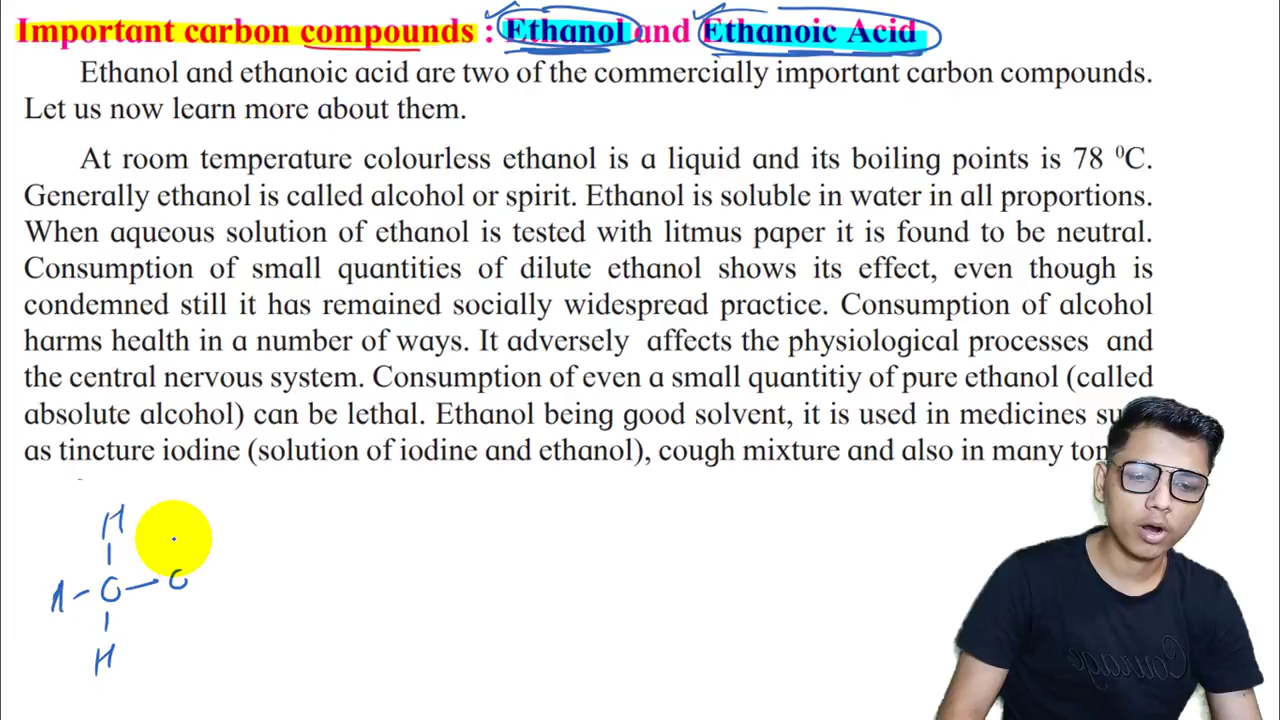 Important carbon compounds : Ethanol and Ethanoic Acid
Ethanol and ethanoic acid are two of the commercially important carbon compounds.
Let us now learn more about them.
At room temperature colourless ethanol is a liquid and its boiling points is 78 ⁰C.
Generally ethanol is called alcohol or spirit. Ethanol is soluble in water in all proportions.
When aqueous solution of ethanol is tested with litmus paper it is found to be neutral.
Consumption of small quantities of dilute ethanol shows its effect, even though is
condemned still it has remained socially widespread practice. Consumption of alcohol
harms health in a number of ways. It adversely affects the physiological processes and
the central nervous system. Consumption of even a small quantitiy of pure ethanol (called
absolute alcohol) can be lethal. Ethanol being good solvent, it is used in medicines
as tincture iodine (solution of iodine and ethanol), cough mixture and also in many
H
H - C - C
H
Courage